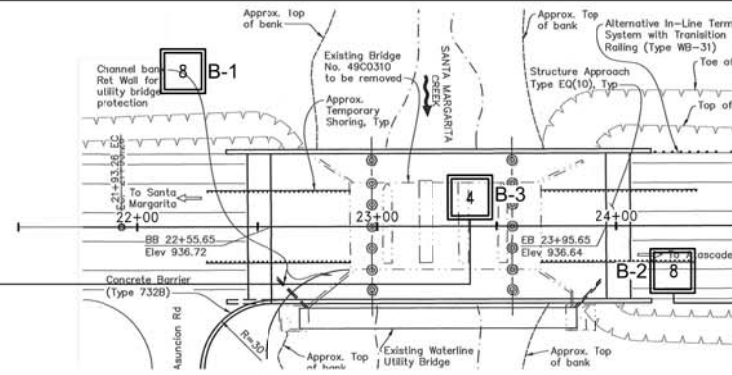 Approx. Top
of bank
Approx. Top
of bank
Alternative In-Line Term
System with Transition
Railing (Type WB-31)
Channel ban
Ret Wall for
utility bridge
protection
8
B-1
Existing Bridge
No. 49C0310
to be removed
SANTA MARGARITA
CREEK
Structure Approach
Type EQ(10), Typ
Toe of
Top of
Approx.
Temporary
Shoring, Typ
21+93.26 EC
To Santa
Margarita
4
B-3
22+00
23+00
24+00
BB 22+55.65
Elev 936.72
EB 23+95.65
Elev 936.64
B-2
8
To A
ascade
Concrete Barrier
(Type 732B)
Asuncion Rd
R=30
Approx. Top
of bank
Existing Waterline
Utility Bridge
Approx. Top
of bank